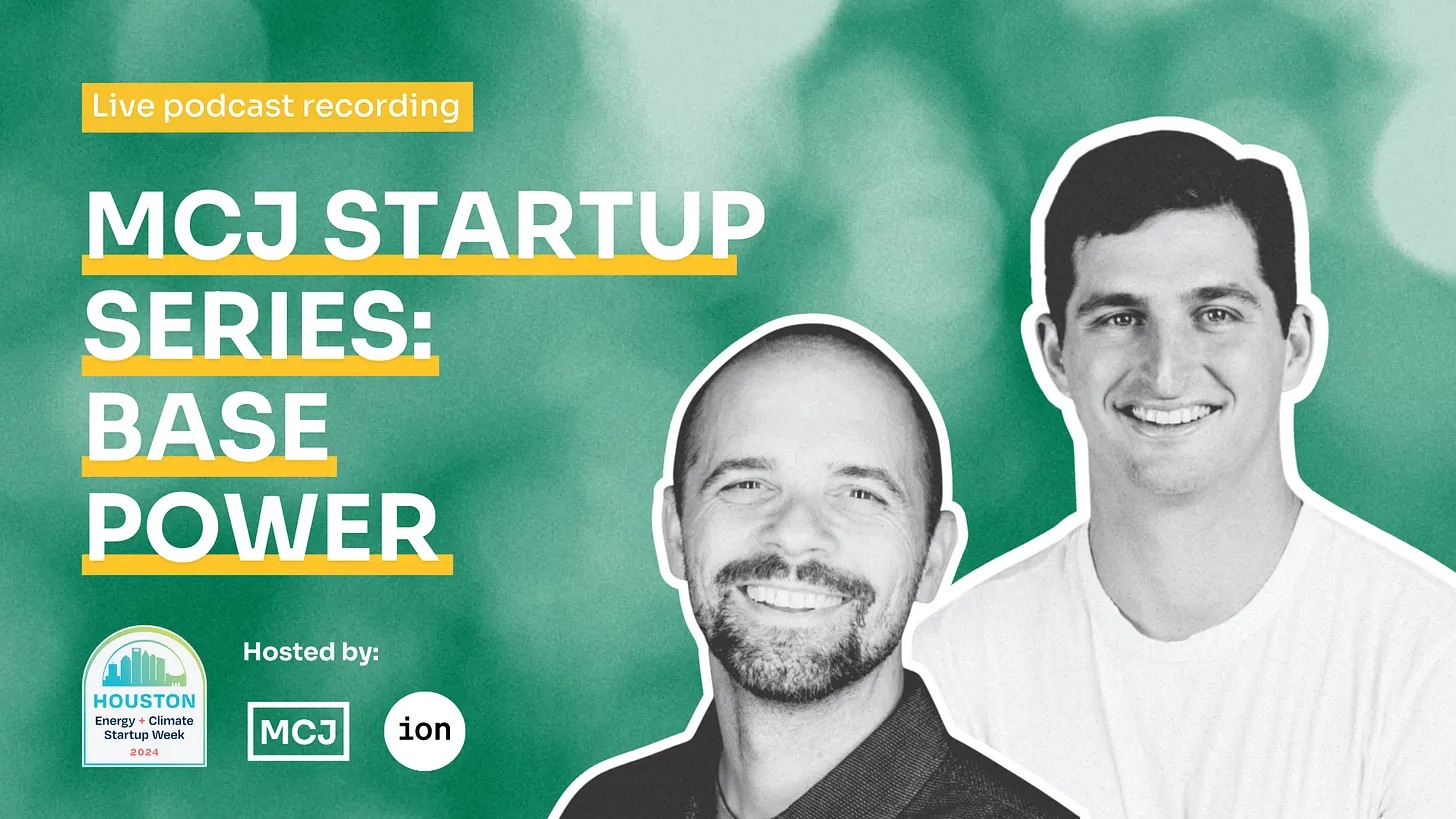 Live podcast recording
MCJ STARTUP
SERIES:
BASE
POWER
HOUSTON
Energy + Climate
Startup Week
2024
Hosted by:
MCJ
ion